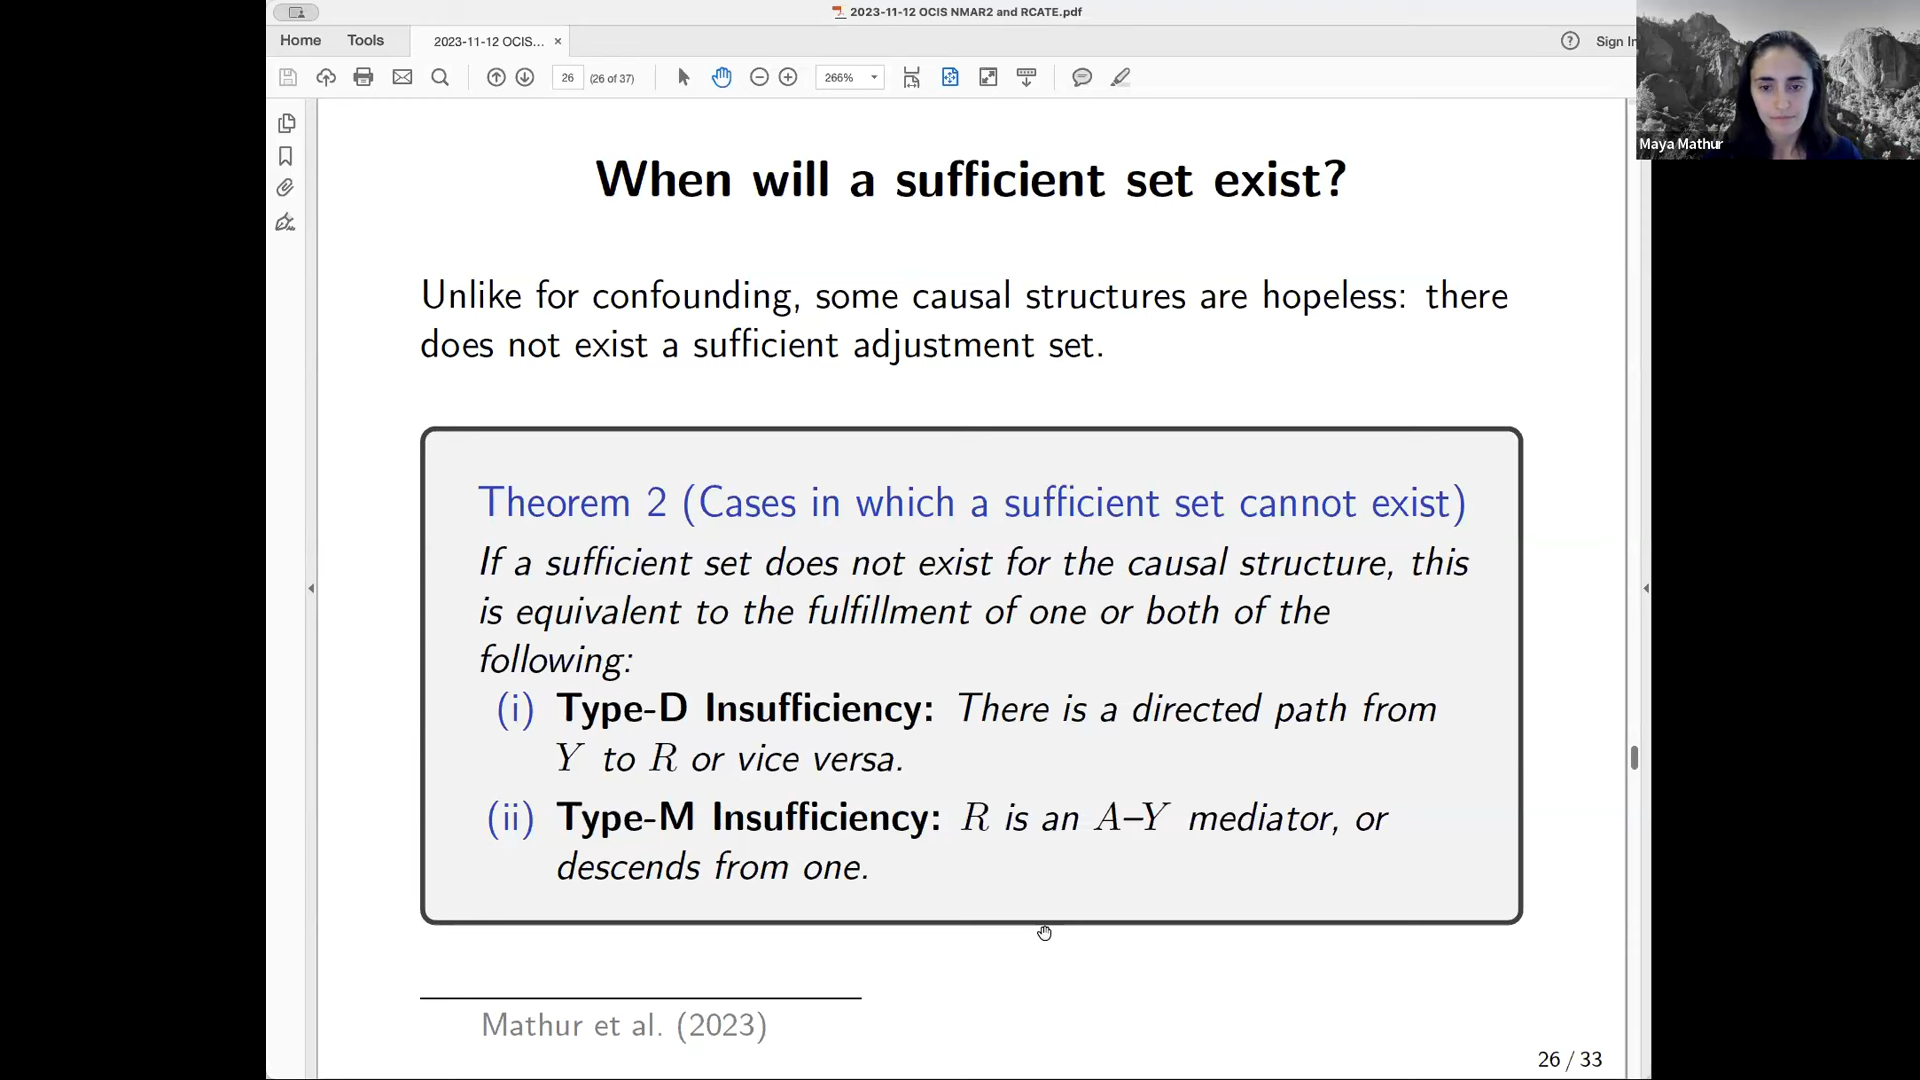 2023-11-12 OCIS NMAR2 and RCATE.pdf
Home
Tools
2023-11-12 OCIS...
×
Sign In
26
(26 of 37)
266%
Maya Mathur
When will a sufficient set exist?
Unlike for confounding, some causal structures are hopeless: there
does not exist a sufficient adjustment set.
Theorem 2 (Cases in which a sufficient set cannot exist)
If a sufficient set does not exist for the causal structure, this
is equivalent to the fulfillment of one or both of the
following:
(i) Type-D Insufficiency: There is a directed path from
Y to R or vice versa.
(ii) Type-M Insufficiency: R is an A–Y mediator, or
descends from one.
Mathur et al. (2023)
26 / 33